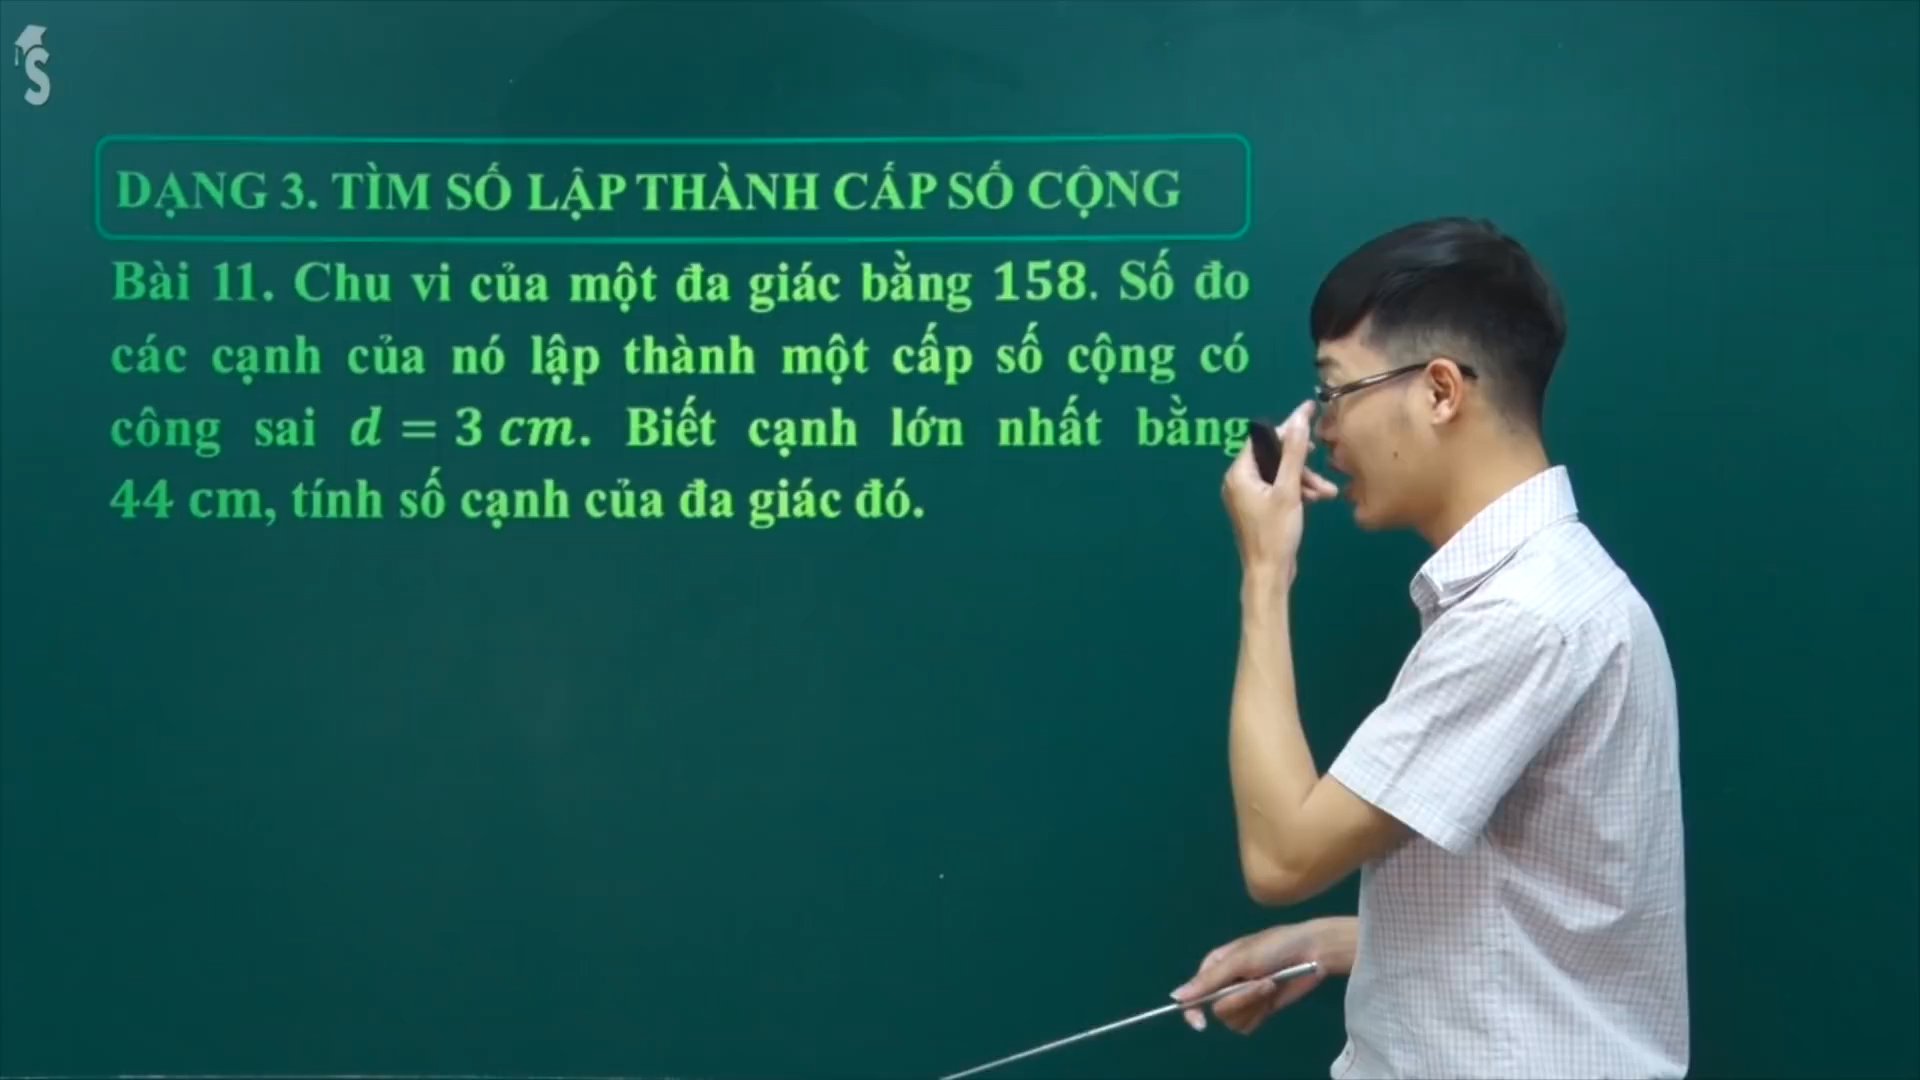 S
DẠNG 3. TÌM SỐ LẬP THÀNH CẤP SỐ CỘNG
Bài 11. Chu vi của một đa giác bằng 158. Số đo
các cạnh của nó lập thành một cấp số cộng có
công sai d = 3 cm. Biết cạnh lớn nhất bằng
44 cm, tính số cạnh của đa giác đó.